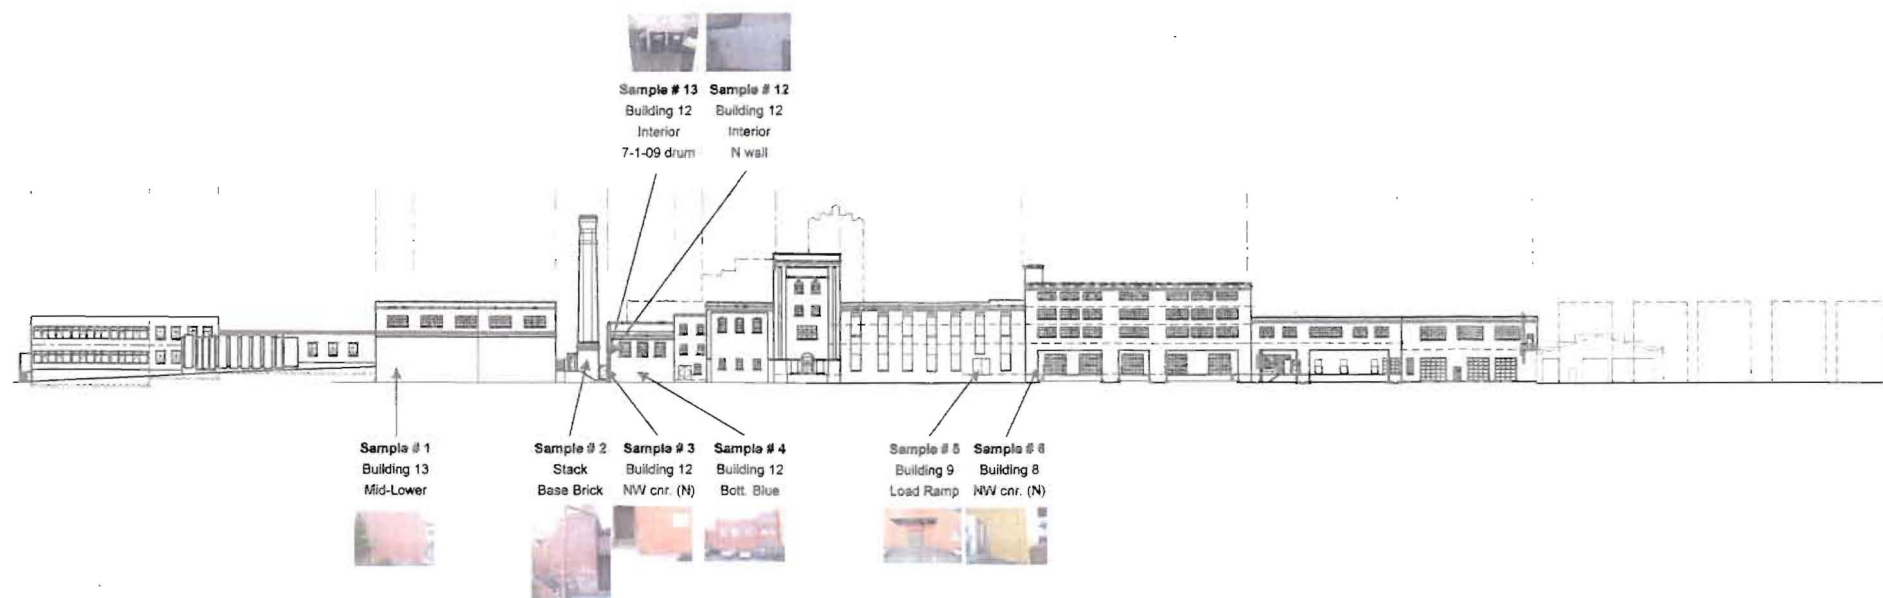 Sample # 13
Building 12
Interior
7-1-09 drum
Sample # 12
Building 12
Interior
N wall
Sample # 1
Building 13
Mid-Lower
Sample # 2
Stack
Base Brick
Sample # 3
Building 12
NW cnr. (N)
Sample # 4
Building 12
Bott. Blue
Sample # 5
Building 9
Load Ramp
Sample # 6
Building 8
NW cnr. (N)